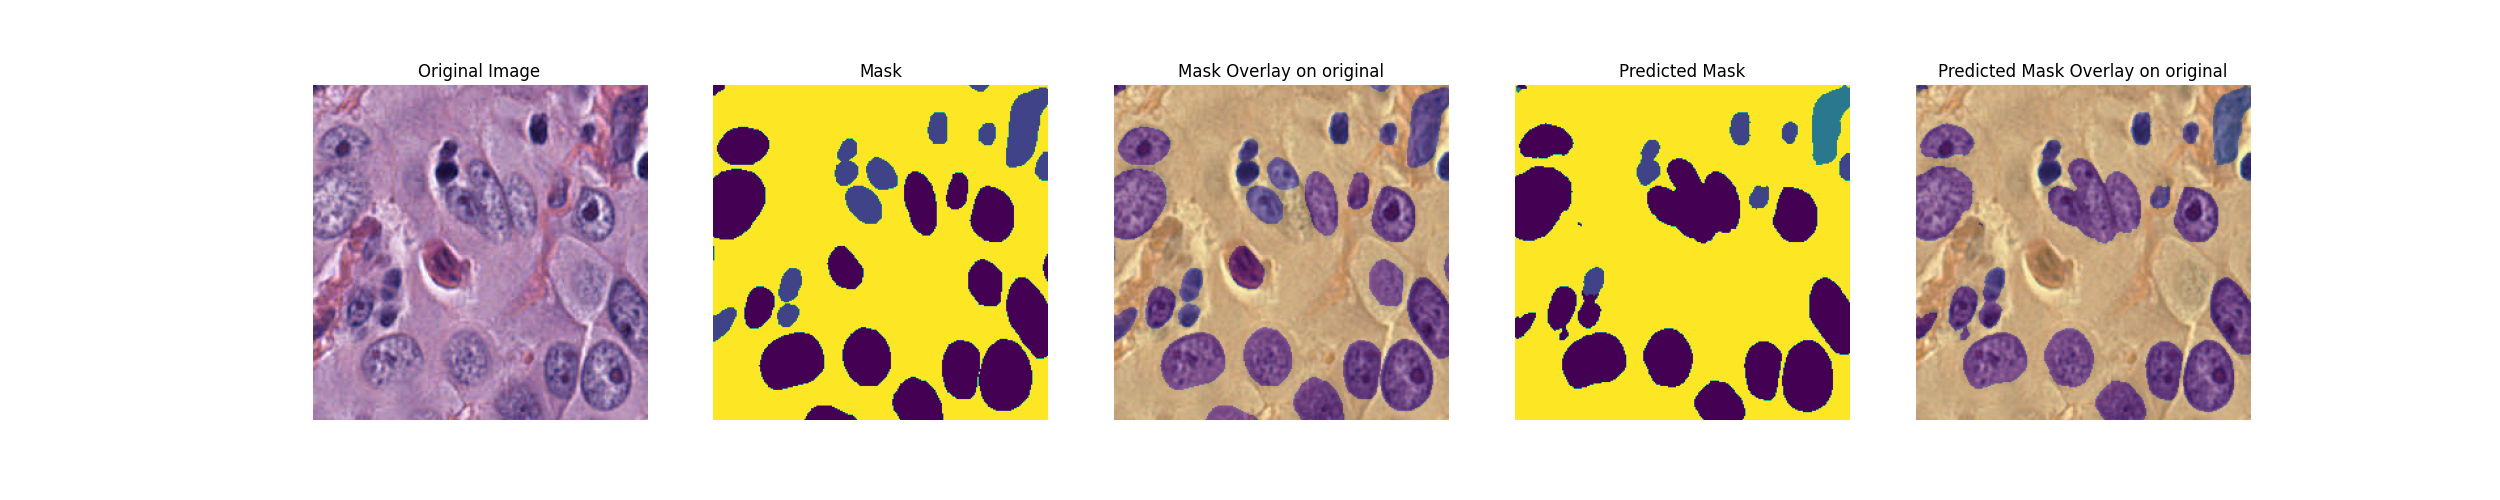 Original Image
Mask
Mask Overlay on original
Predicted Mask
Predicted Mask Overlay on original